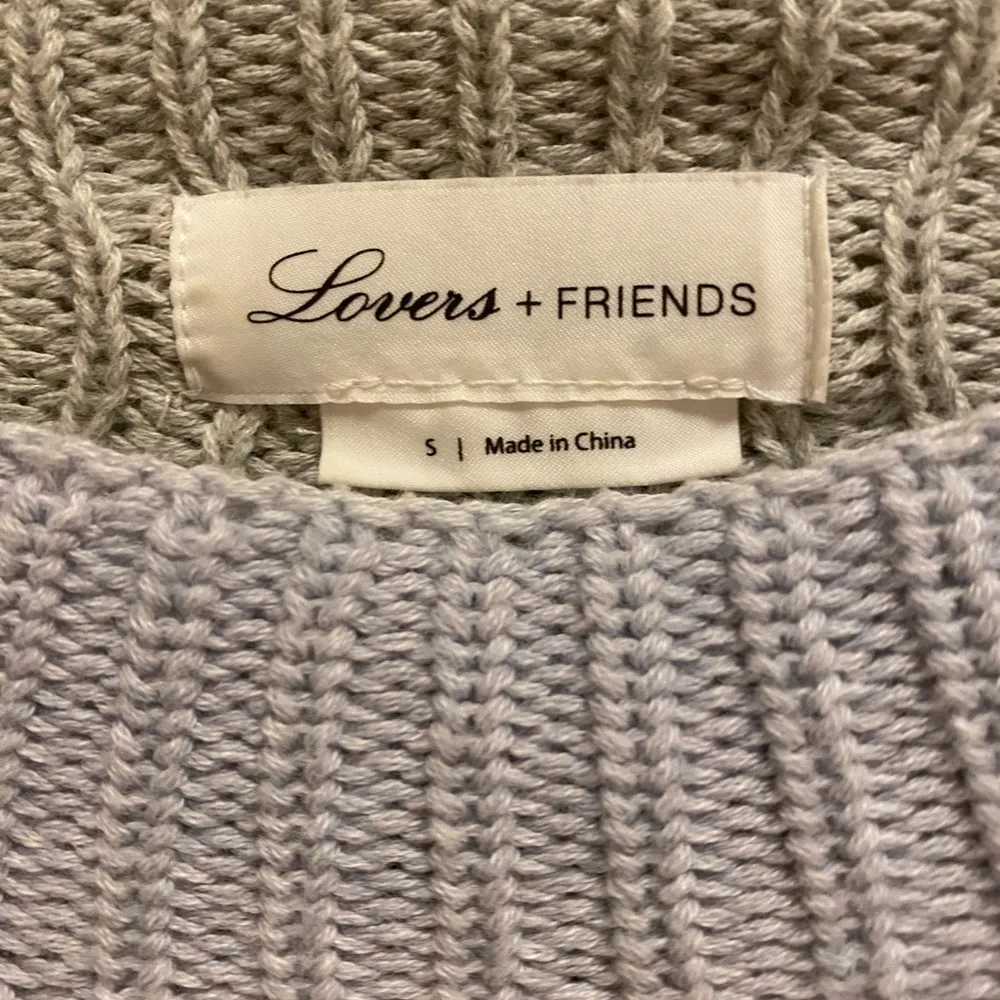 Lovers + FRIENDS
S | Made in China